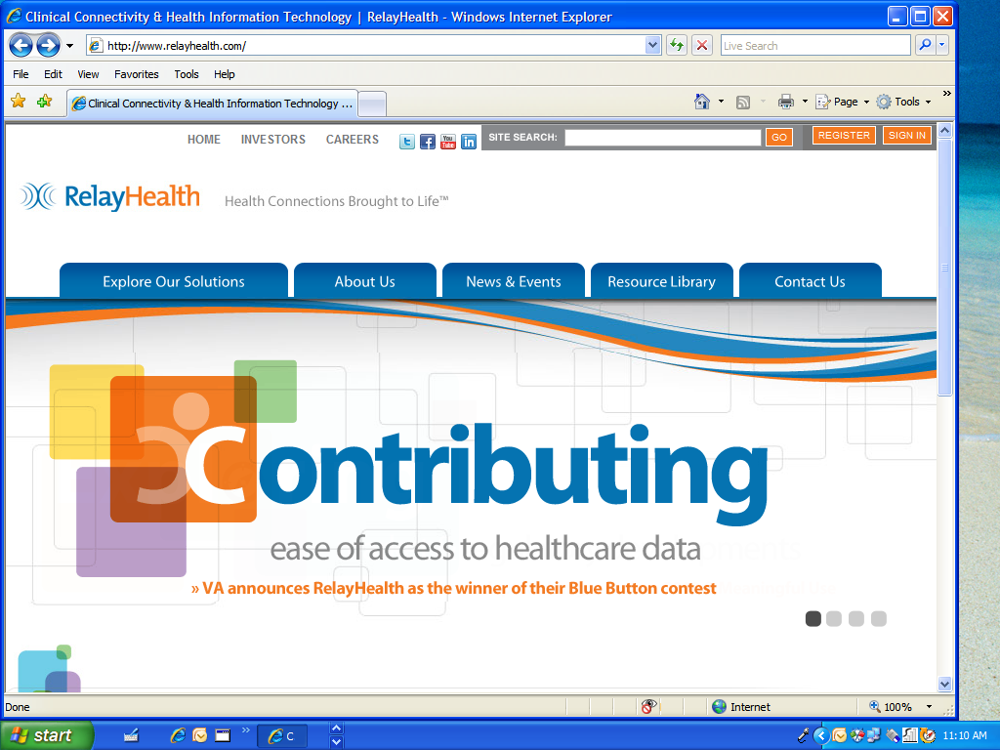 Clinical Connectivity & Health Information Technology | RelayHealth - Windows Internet Explorer
http://www.relayhealth.com/
Live Search
File Edit View Favorites Tools Help
Clinical Connectivity & Health Information Technology ...
Page Tools
HOME INVESTORS CAREERS
You Tube
SITE SEARCH: GO REGISTER SIGN IN
RelayHealth Health Connections Brought to Life™
Explore Our Solutions About Us News & Events Resource Library Contact Us
Contributing
ease of access to healthcare data
» VA announces RelayHealth as the winner of their Blue Button contest
Done Internet 100%
start C 11:10 AM